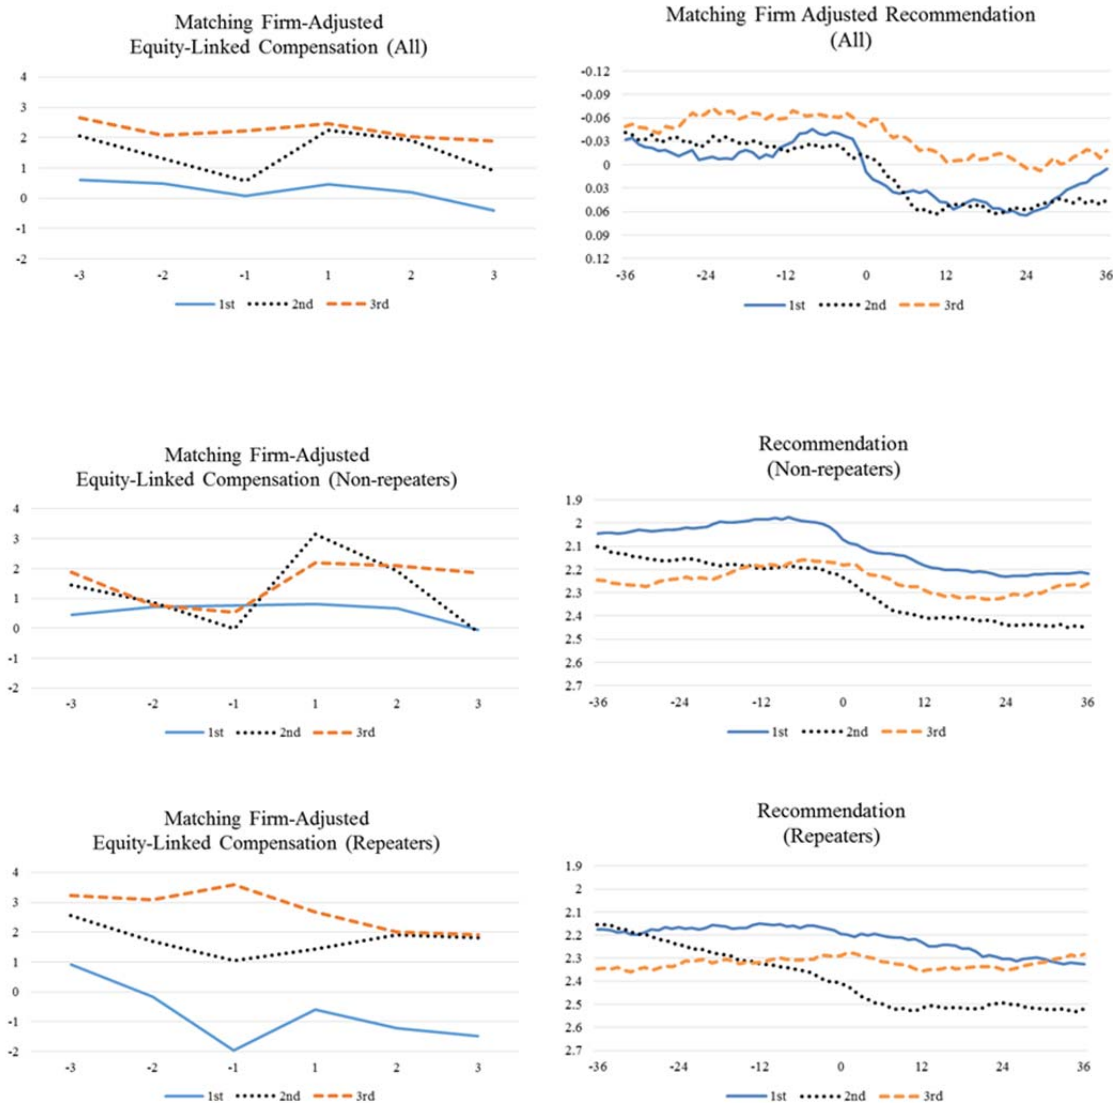 Matching Firm-Adjusted
Equity-Linked Compensation (All)
4
3
2
1
0
-1
-2
-3 -2 -1 1 2 3
1st 2nd 3rd
Matching Firm Adjusted Recommendation
(All)
-0.12
-0.09
-0.06
-0.03
0
0.03
0.06
0.09
0.12
-36 -24 -12 0 12 24 36
1st 2nd 3rd
Matching Firm-Adjusted
Equity-Linked Compensation (Non-repeaters)
4
3
2
1
0
-1
-2
-3 -2 -1 1 2 3
1st 2nd 3rd
Recommendation
(Non-repeaters)
1.9
2
2.1
2.2
2.3
2.4
2.5
2.6
2.7
-36 -24 -12 0 12 24 36
1st 2nd 3rd
Matching Firm-Adjusted
Equity-Linked Compensation (Repeaters)
4
3
2
1
0
-1
-2
-3 -2 -1 1 2 3
1st 2nd 3rd
Recommendation
(Repeaters)
1.9
2
2.1
2.2
2.3
2.4
2.5
2.6
2.7
-36 -24 -12 0 12 24 36
1st 2nd 3rd